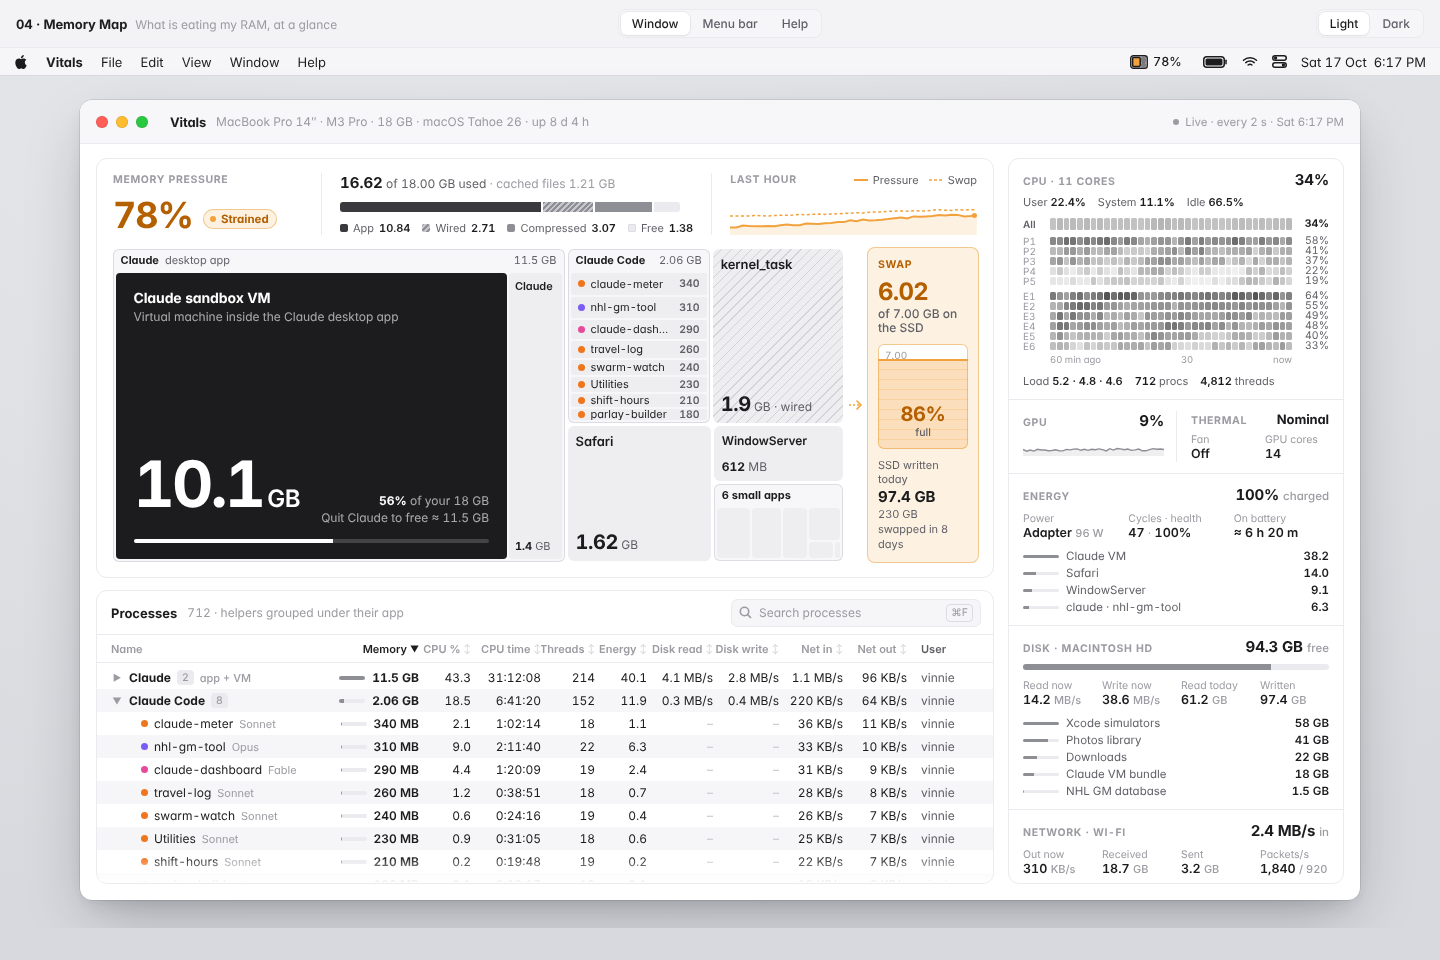 04 · Memory Map What is eating my RAM, at a glance
Window Menu bar Help
Light Dark
Vitals File Edit View Window Help
78% Sat 17 Oct 6:17 PM
Vitals MacBook Pro 14″ · M3 Pro · 18 GB · macOS Tahoe 26 · up 8 d 4 h
Live · every 2 s · Sat 6:17 PM
MEMORY PRESSURE
78% Strained
16.62 of 18.00 GB used · cached files 1.21 GB
App 10.84 Wired 2.71 Compressed 3.07 Free 1.38
LAST HOUR Pressure Swap
Claude desktop app 11.5 GB
Claude sandbox VM
Virtual machine inside the Claude desktop app
10.1 GB
56% of your 18 GB
Quit Claude to free ≈ 11.5 GB
Claude
1.4 GB
Claude Code 2.06 GB
claude-meter 340
nhl-gm-tool 310
claude-dash... 290
travel-log 260
swarm-watch 240
Utilities 230
shift-hours 210
parlay-builder 180
Safari
1.62 GB
kernel_task
1.9 GB · wired
WindowServer
612 MB
6 small apps
SWAP
6.02
of 7.00 GB on
the SSD
7.00
86%
full
SSD written
today
97.4 GB
230 GB
swapped in 8
days
Processes 712 · helpers grouped under their app
Search processes ⌘F
Name Memory ▼ CPU % CPU time Threads Energy Disk read Disk write Net in Net out User
Claude 2 app + VM 11.5 GB 43.3 31:12:08 214 40.1 4.1 MB/s 2.8 MB/s 1.1 MB/s 96 KB/s vinnie
Claude Code 8 2.06 GB 18.5 6:41:20 152 11.9 0.3 MB/s 0.4 MB/s 220 KB/s 64 KB/s vinnie
claude-meter Sonnet 340 MB 2.1 1:02:14 18 1.1 – – 36 KB/s 11 KB/s vinnie
nhl-gm-tool Opus 310 MB 9.0 2:11:40 22 6.3 – – 33 KB/s 10 KB/s vinnie
claude-dashboard Fable 290 MB 4.4 1:20:09 19 2.4 – – 31 KB/s 9 KB/s vinnie
travel-log Sonnet 260 MB 1.2 0:38:51 18 0.7 – – 28 KB/s 8 KB/s vinnie
swarm-watch Sonnet 240 MB 0.6 0:24:16 19 0.4 – – 26 KB/s 7 KB/s vinnie
Utilities Sonnet 230 MB 0.9 0:31:05 18 0.6 – – 25 KB/s 7 KB/s vinnie
shift-hours Sonnet 210 MB 0.2 0:19:48 19 0.2 – – 22 KB/s 7 KB/s vinnie
CPU · 11 CORES 34%
User 22.4% System 11.1% Idle 66.5%
All 34%
P1 58%
P2 41%
P3 37%
P4 22%
P5 19%
E1 64%
E2 55%
E3 49%
E4 48%
E5 40%
E6 33%
60 min ago 30 now
Load 5.2 · 4.8 · 4.6 712 procs 4,812 threads
GPU 9%
THERMAL Nominal
Fan GPU cores
Off 14
ENERGY 100% charged
Power Cycles · health On battery
Adapter 96 W 47 · 100% ≈ 6 h 20 m
Claude VM 38.2
Safari 14.0
WindowServer 9.1
claude · nhl-gm-tool 6.3
DISK · MACINTOSH HD 94.3 GB free
Read now Write now Read today Written
14.2 MB/s 38.6 MB/s 61.2 GB 97.4 GB
Xcode simulators 58 GB
Photos library 41 GB
Downloads 22 GB
Claude VM bundle 18 GB
NHL GM database 1.5 GB
NETWORK · WI-FI 2.4 MB/s in
Out now Received Sent Packets/s
310 KB/s 18.7 GB 3.2 GB 1,840 / 920